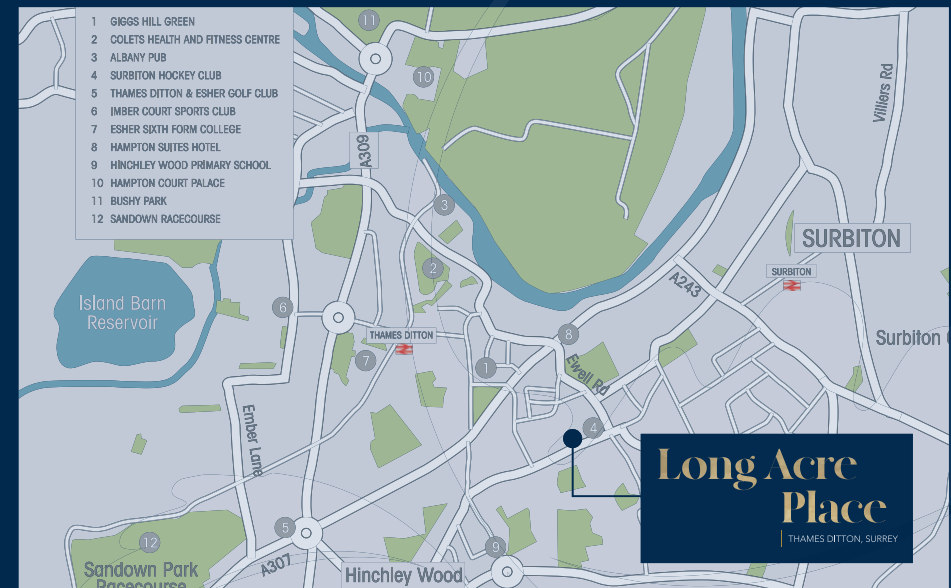 1 GIGGS HILL GREEN
2 COLETS HEALTH AND FITNESS CENTRE
3 ALBANY PUB
4 SURBITON HOCKEY CLUB
5 THAMES DITTON & ESHER GOLF CLUB
6 IMBER COURT SPORTS CLUB
7 ESHER SIXTH FORM COLLEGE
8 HAMPTON SUITES HOTEL
9 HINCHLEY WOOD PRIMARY SCHOOL
10 HAMPTON COURT PALACE
11 BUSHY PARK
12 SANDOWN RACECOURSE
11
10
Villiers Rd
A309
3
SURBITON
2
SURBITON
A243
Island Barn
Reservoir
6
THAMES DITTON
8
Surbiton
7
1
Ewell Rd
Ember Lane
4
Long Acre
Place
THAMES DITTON, SURREY
5
12
9
A307
Sandown Park
Racecourse
Hinchley Wood